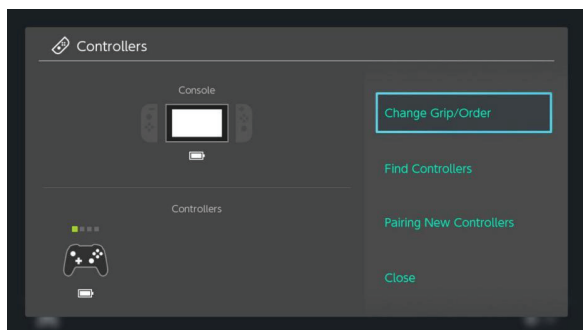 Controllers
Console
Change Grip/Order
Find Controllers
Controllers
Pairing New Controllers
Close